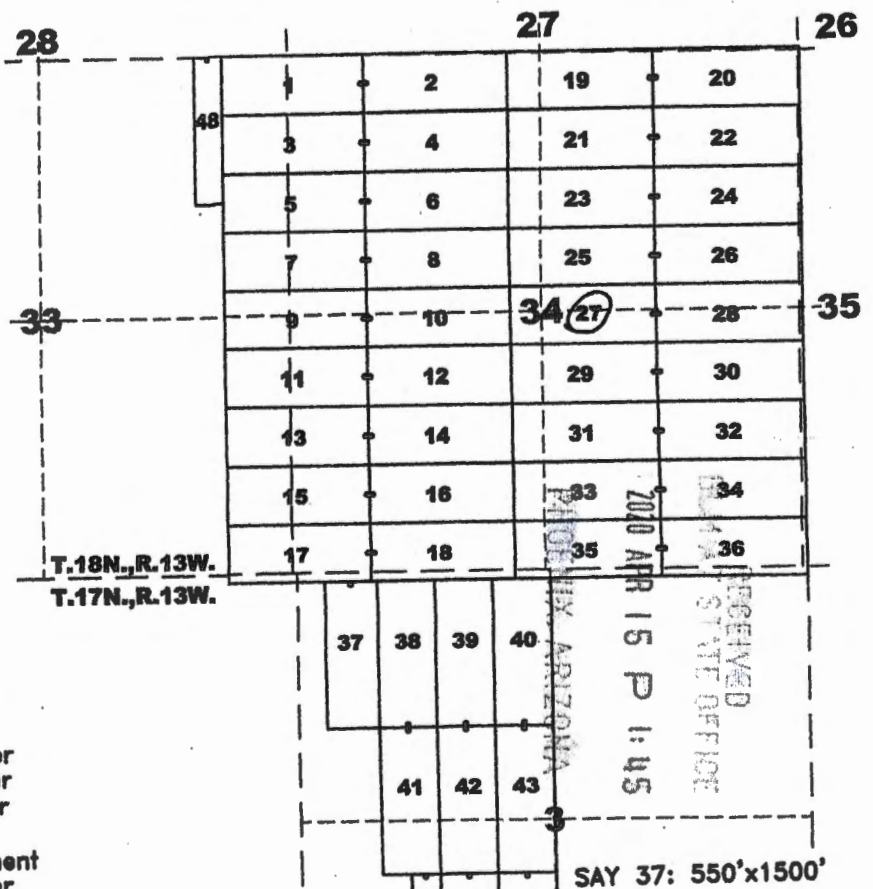 28 27 26
1 2 19 20
48
3 4 21 22
5 6 23 24
7 8 25 26
33 9 10 34 27 28 35
11 12 29 30
13 14 31 32
15 16 33 34
17 18 35 36
T.18N.,R.13W.
T.17N.,R.13W.
37 38 39 40
41 42 43
3
RECEIVED
STATE OFFICE
2020 APR 15 P 1:45
PHOENIX, ARIZONA
SAY 37: 550'x1500'